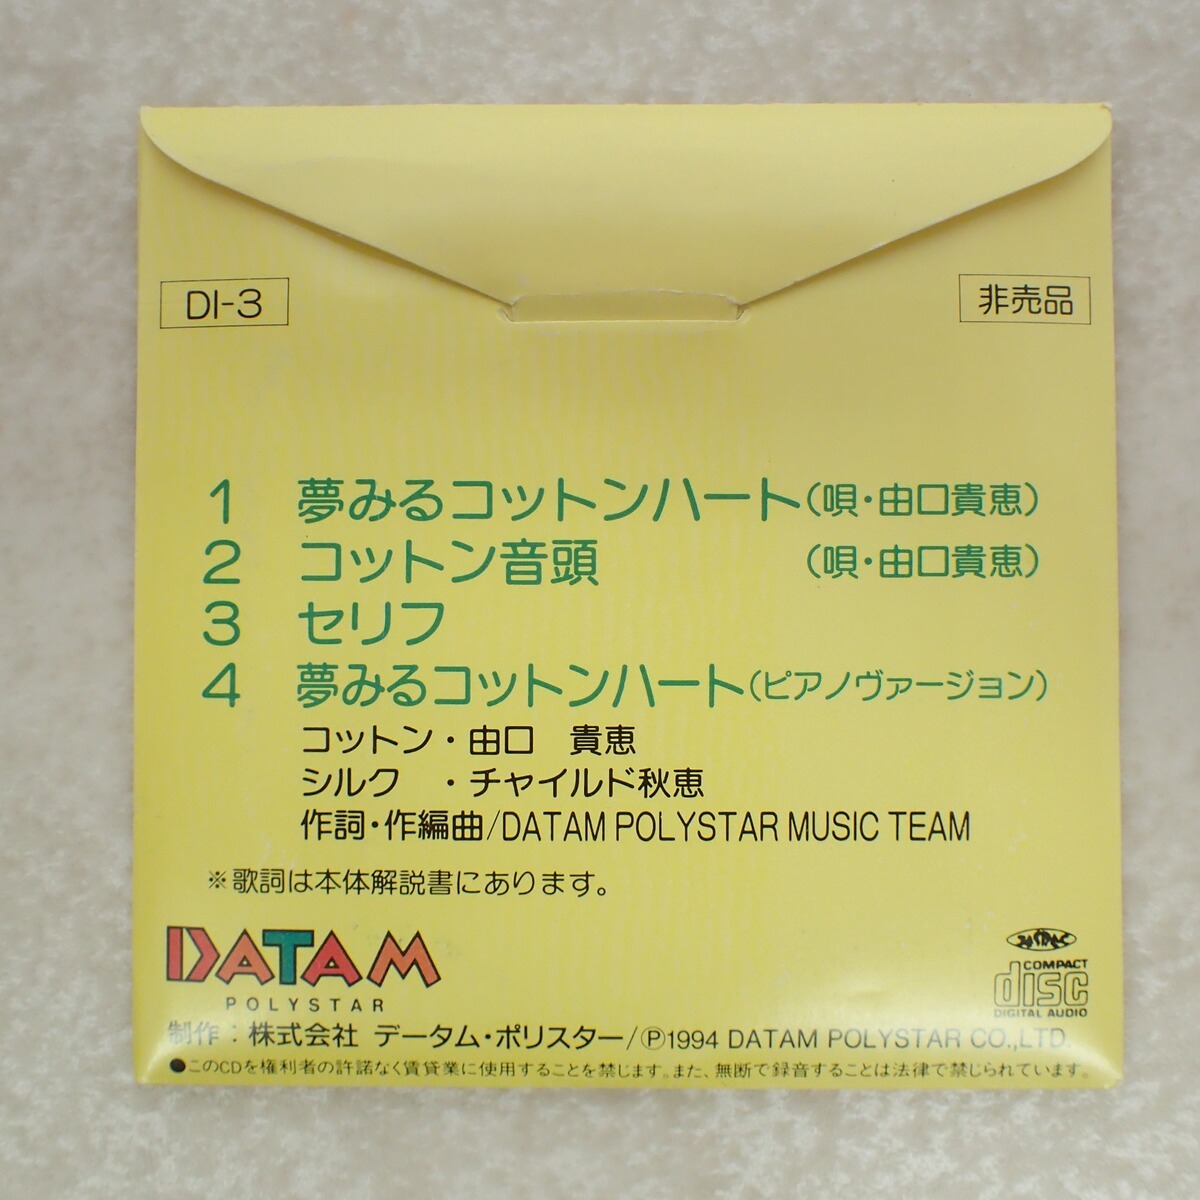 DI-3
非売品
1 夢みるコットンハート(唄・由口貴恵)
2 コットン音頭 (唄・由口貴恵)
3 セリフ
4 夢みるコットンハート(ピアノヴァージョン)
コットン・由口 貴恵
シルク ・チャイルド秋恵
作詞・作編曲/DATAM POLYSTAR MUSIC TEAM
※歌詞は本体解説書にあります。
DATAM
POLYSTAR
COMPACT
disc
DIGITAL AUDIO
制作：株式会社 データム・ポリスター/Ⓟ1994 DATAM POLYSTAR CO.,LTD.
●このCDを権利者の許諾なく賃貸業に使用することを禁じます。また、無断で録音することは法律で禁じられています。